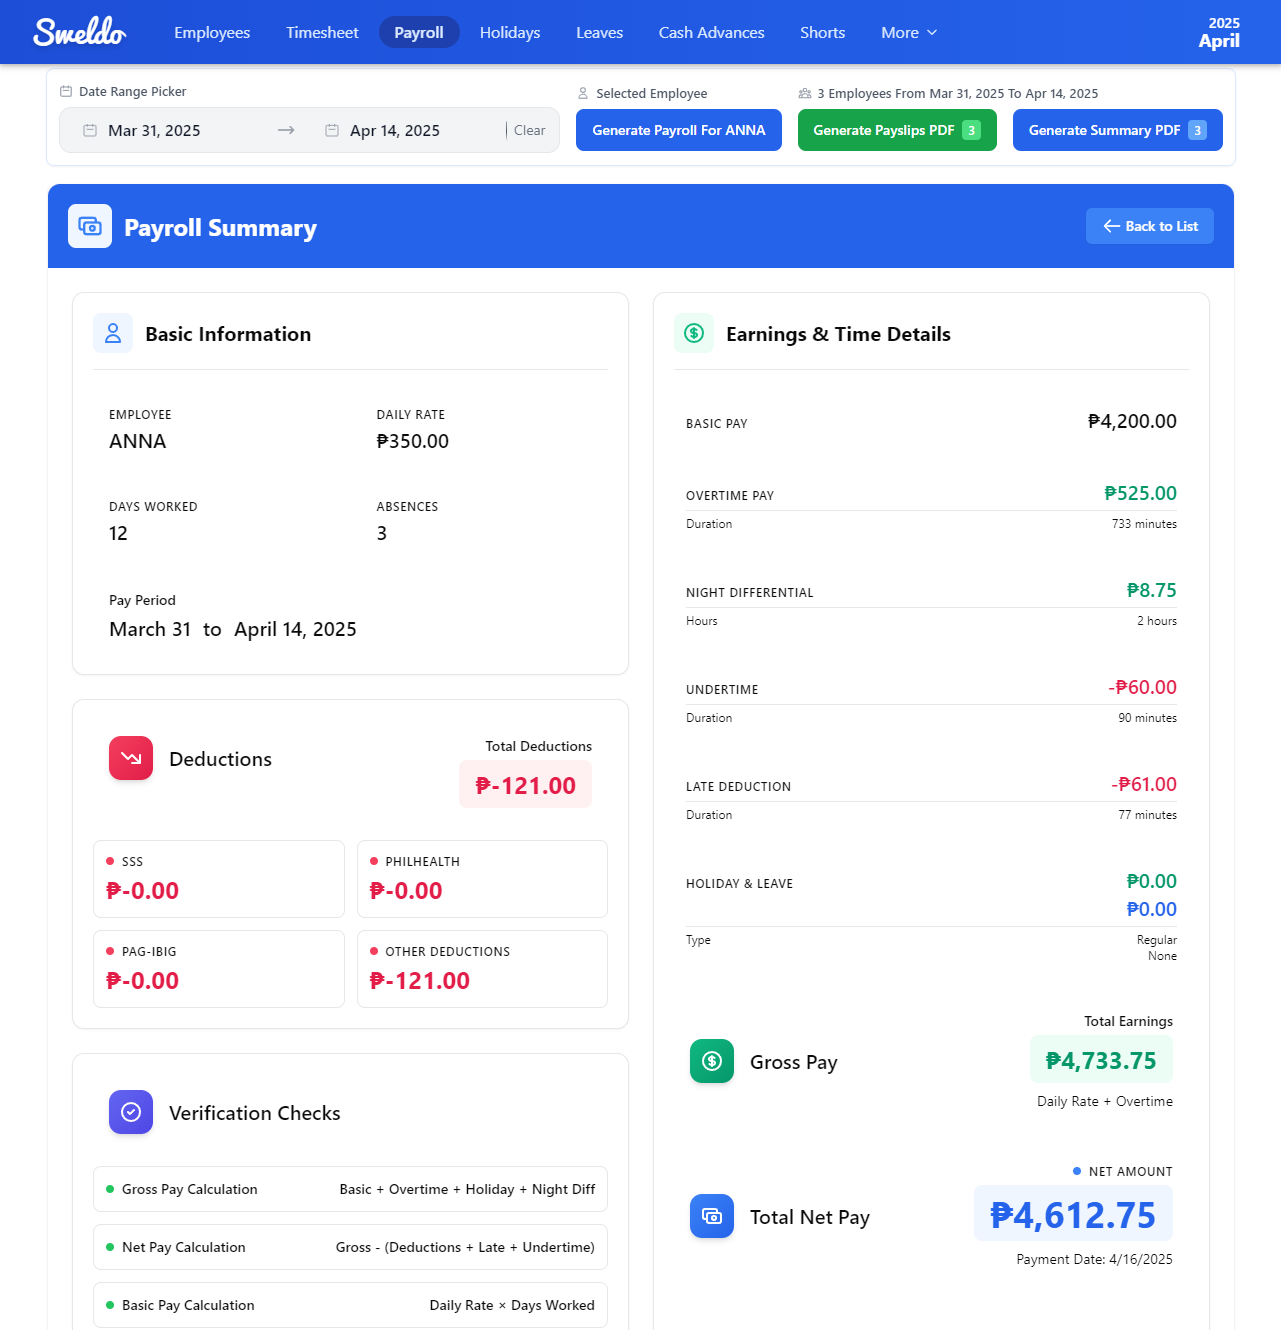 Sweldo
Employees
Timesheet
Payroll
Holidays
Leaves
Cash Advances
Shorts
More
2025
April
Date Range Picker
Mar 31, 2025
Apr 14, 2025
Clear
Selected Employee
Generate Payroll For ANNA
3 Employees From Mar 31, 2025 To Apr 14, 2025
Generate Payslips PDF 3
Generate Summary PDF 3
Payroll Summary
Back to List
Basic Information
EMPLOYEE
ANNA
DAILY RATE
₱350.00
DAYS WORKED
12
ABSENCES
3
Pay Period
March 31 to April 14, 2025
Deductions
Total Deductions
₱-121.00
SSS
₱-0.00
PHILHEALTH
₱-0.00
PAG-IBIG
₱-0.00
OTHER DEDUCTIONS
₱-121.00
Verification Checks
Gross Pay Calculation
Basic + Overtime + Holiday + Night Diff
Net Pay Calculation
Gross - (Deductions + Late + Undertime)
Basic Pay Calculation
Daily Rate × Days Worked
Earnings & Time Details
BASIC PAY
₱4,200.00
OVERTIME PAY
₱525.00
Duration
733 minutes
NIGHT DIFFERENTIAL
₱8.75
Hours
2 hours
UNDERTIME
-₱60.00
Duration
90 minutes
LATE DEDUCTION
-₱61.00
Duration
77 minutes
HOLIDAY & LEAVE
₱0.00
₱0.00
Type
Regular
None
Gross Pay
Total Earnings
₱4,733.75
Daily Rate + Overtime
Total Net Pay
NET AMOUNT
₱4,612.75
Payment Date: 4/16/2025